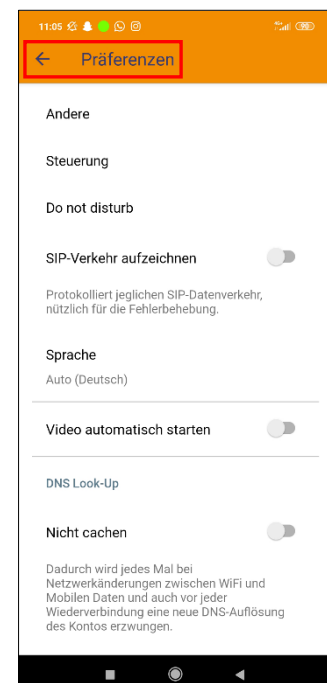 11:05
Präferenzen
Andere
Steuerung
Do not disturb
SIP-Verkehr aufzeichnen
Protokolliert jeglichen SIP-Datenverkehr,
nützlich für die Fehlerbehebung.
Sprache
Auto (Deutsch)
Video automatisch starten
DNS Look-Up
Nicht cachen
Dadurch wird jedes Mal bei
Netzwerkänderungen zwischen WiFi und
Mobilen Daten und auch vor jeder
Wiederverbindung eine neue DNS-Auflösung
des Kontos erzwungen.